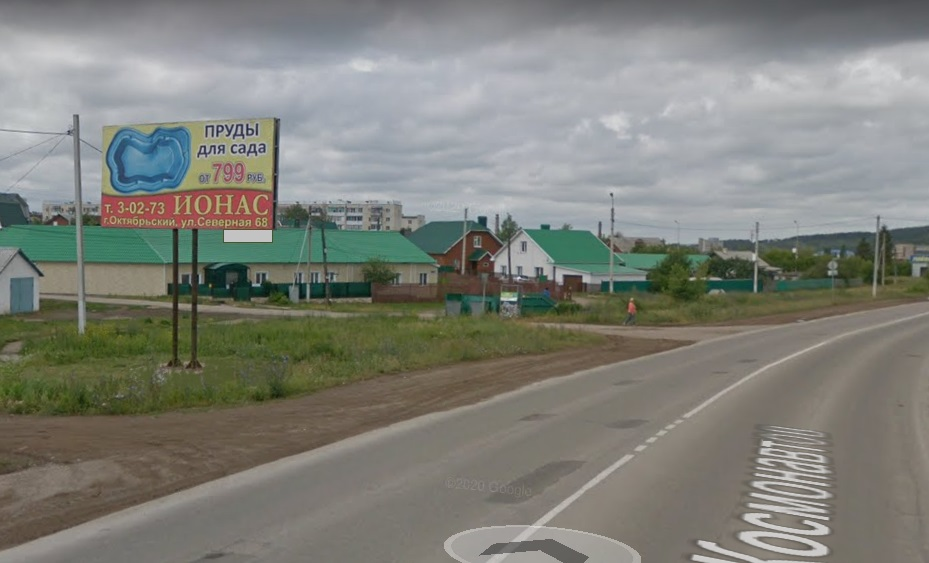 ПРУДЫ
для сада
от 799 РУБ.
т. 3-02-73 ИОНАС
г.Октябрьский, ул.Северная 68
© 2020 Google
Космонавтов